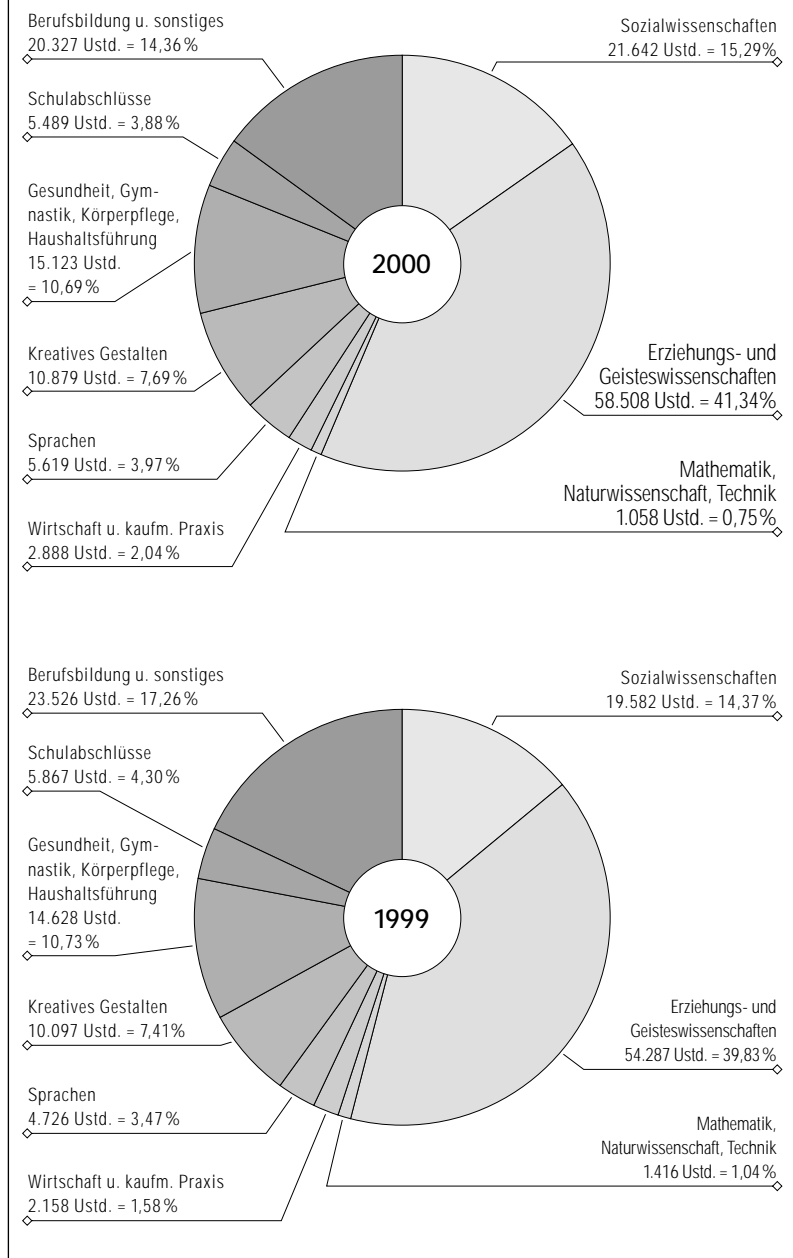 Berufsbildung u. sonstiges
20.327 Ustd. = 14,36%
Schulabschlüsse
5.489 Ustd. = 3,88%
Gesundheit, Gym-
nastik, Körperpflege,
Haushaltsführung
15.123 Ustd.
= 10,69%
Kreatives Gestalten
10.879 Ustd. = 7,69%
Sprachen
5.619 Ustd. = 3,97%
Wirtschaft u. kaufm. Praxis
2.888 Ustd. = 2,04%
2000
Sozialwissenschaften
21.642 Ustd. = 15,29%
Erziehungs- und
Geisteswissenschaften
58.508 Ustd. = 41,34%
Mathematik,
Naturwissenschaft, Technik
1.058 Ustd. = 0,75%
Berufsbildung u. sonstiges
23.526 Ustd. = 17,26%
Schulabschlüsse
5.867 Ustd. = 4,30%
Gesundheit, Gym-
nastik, Körperpflege,
Haushaltsführung
14.628 Ustd.
= 10,73%
Kreatives Gestalten
10.097 Ustd. = 7,41%
Sprachen
4.726 Ustd. = 3,47%
Wirtschaft u. kaufm. Praxis
2.158 Ustd. = 1,58%
1999
Sozialwissenschaften
19.582 Ustd. = 14,37%
Erziehungs- und
Geisteswissenschaften
54.287 Ustd. = 39,83%
Mathematik,
Naturwissenschaft, Technik
1.416 Ustd. = 1,04%